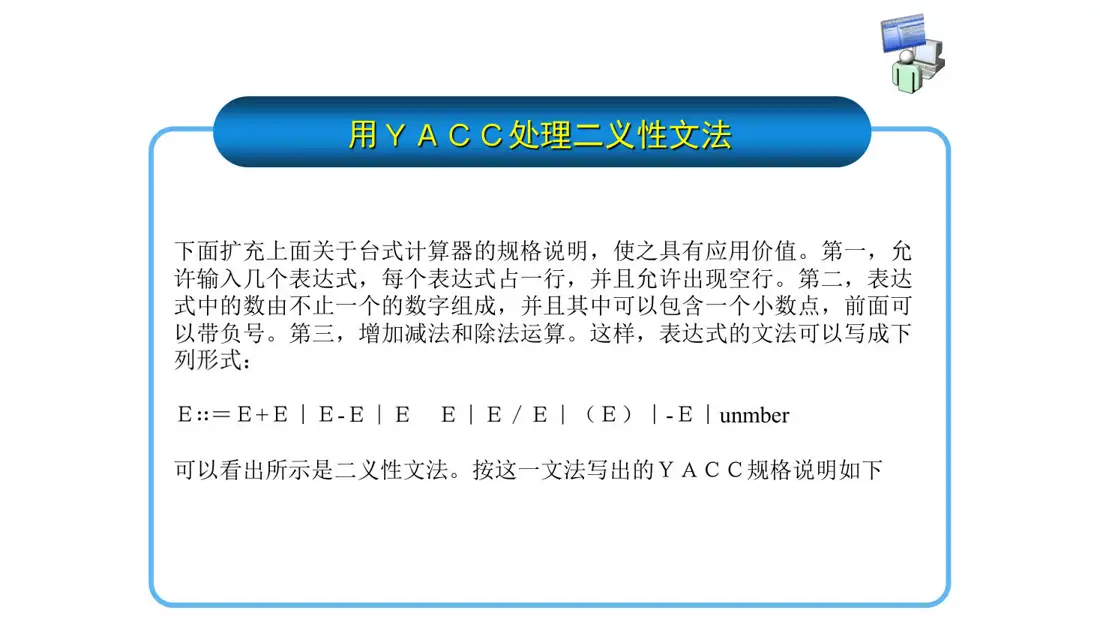 用ＹＡＣＣ处理二义性文法
下面扩充上面关于台式计算器的规格说明，使之具有应用价值。第一，允
许输入几个表达式，每个表达式占一行，并且允许出现空行。第二，表达
式中的数由不止一个的数字组成，并且其中可以包含一个小数点，前面可
以带负号。第三，增加减法和除法运算。这样，表达式的文法可以写成下
列形式：
Ｅ::＝Ｅ+Ｅ｜Ｅ-Ｅ｜Ｅ　Ｅ｜Ｅ／Ｅ｜（Ｅ）｜-Ｅ｜unmber
可以看出所示是二义性文法。按这一文法写出的ＹＡＣＣ规格说明如下